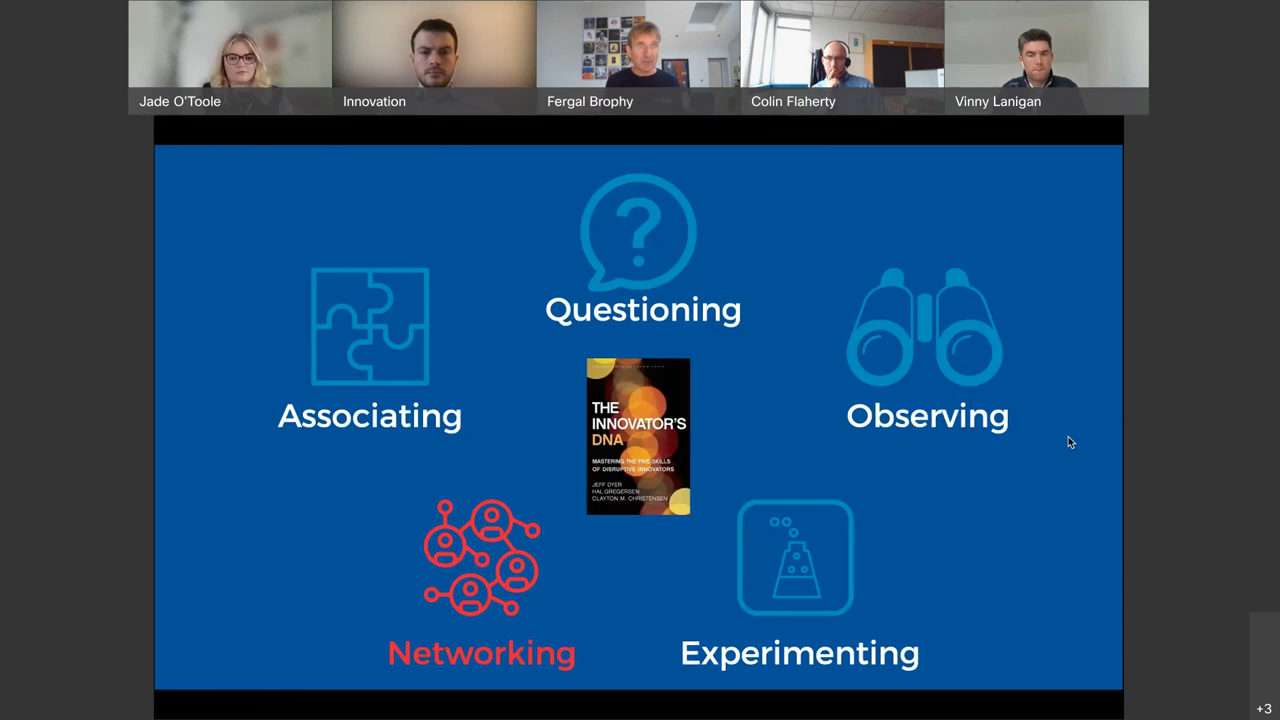 Jade O'Toole
Innovation
Fergal Brophy
Colin Flaherty
Vinny Lanigan
Questioning
Associating
Observing
THE
INNOVATOR'S
DNA
MASTERING THE FIVE SKILLS
OF DISRUPTIVE INNOVATORS
JEFF DYER
HAL GREGERSEN
CLAYTON M. CHRISTENSEN
Networking
Experimenting
+3